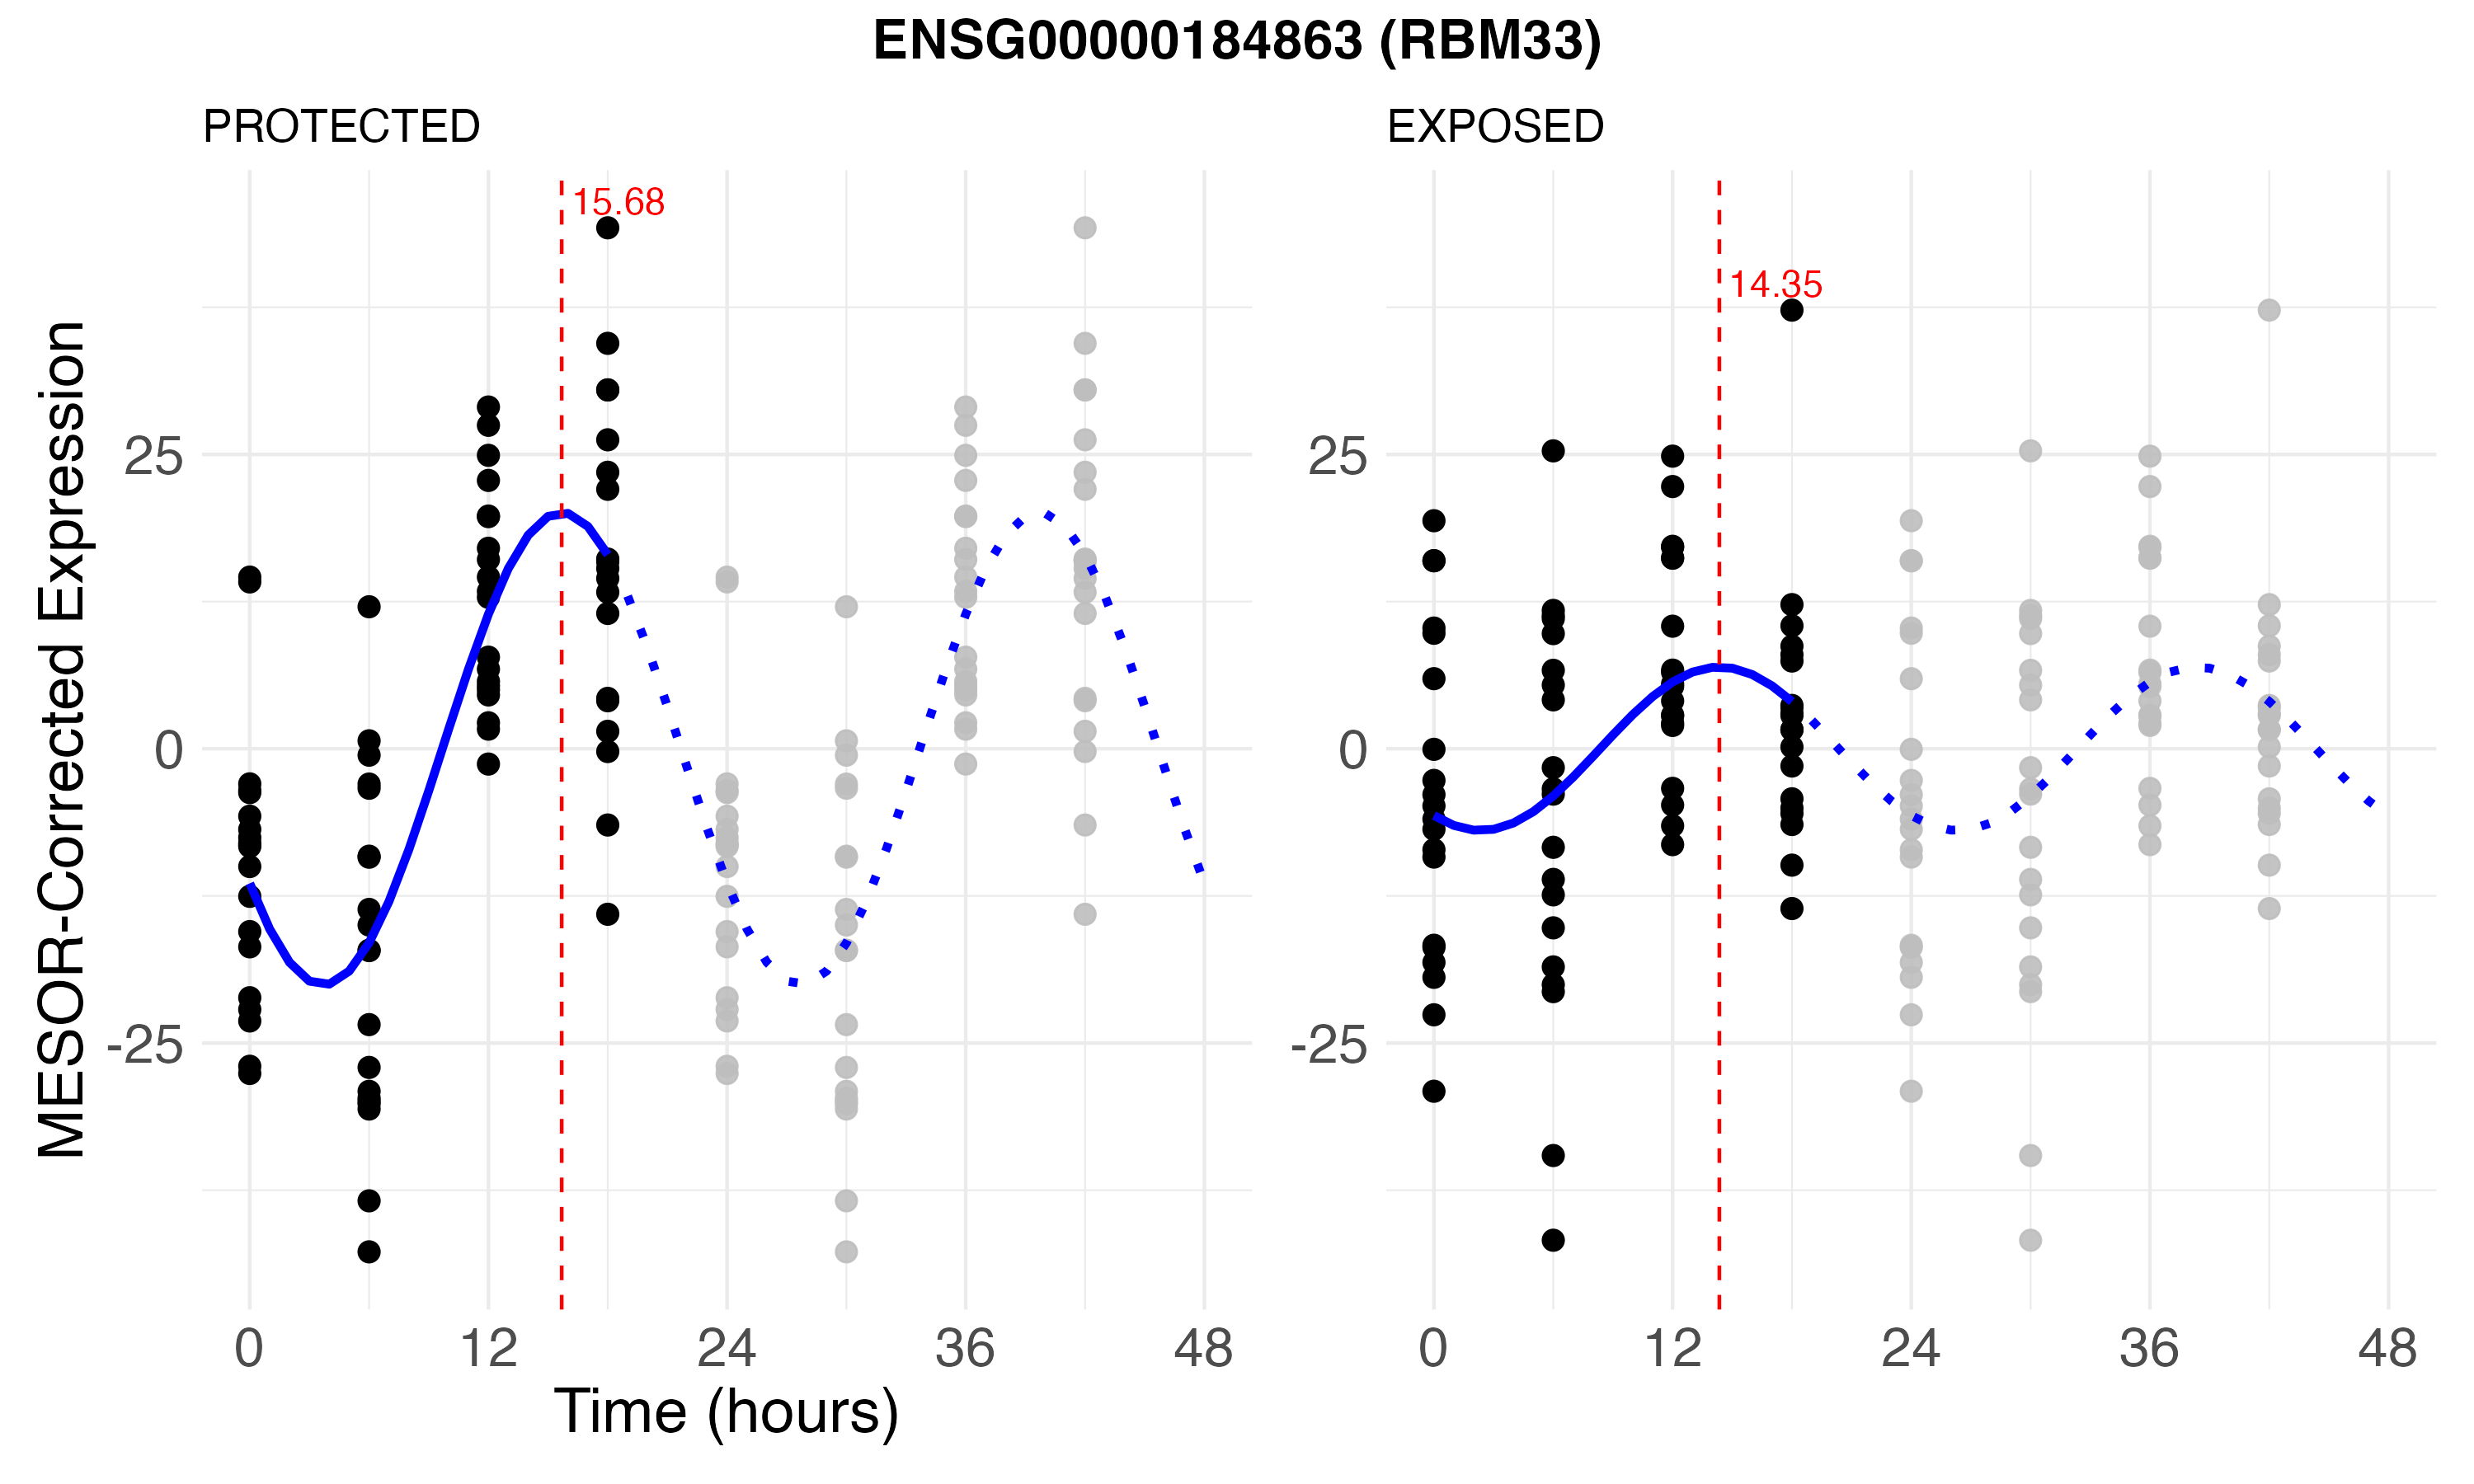 ENSG00000184863 (RBM33)
PROTECTED
EXPOSED
15.68
14.35
MESOR-Corrected Expression
25
0
-25
25
0
-25
0 12 24 36 48
0 12 24 36 48
Time (hours)